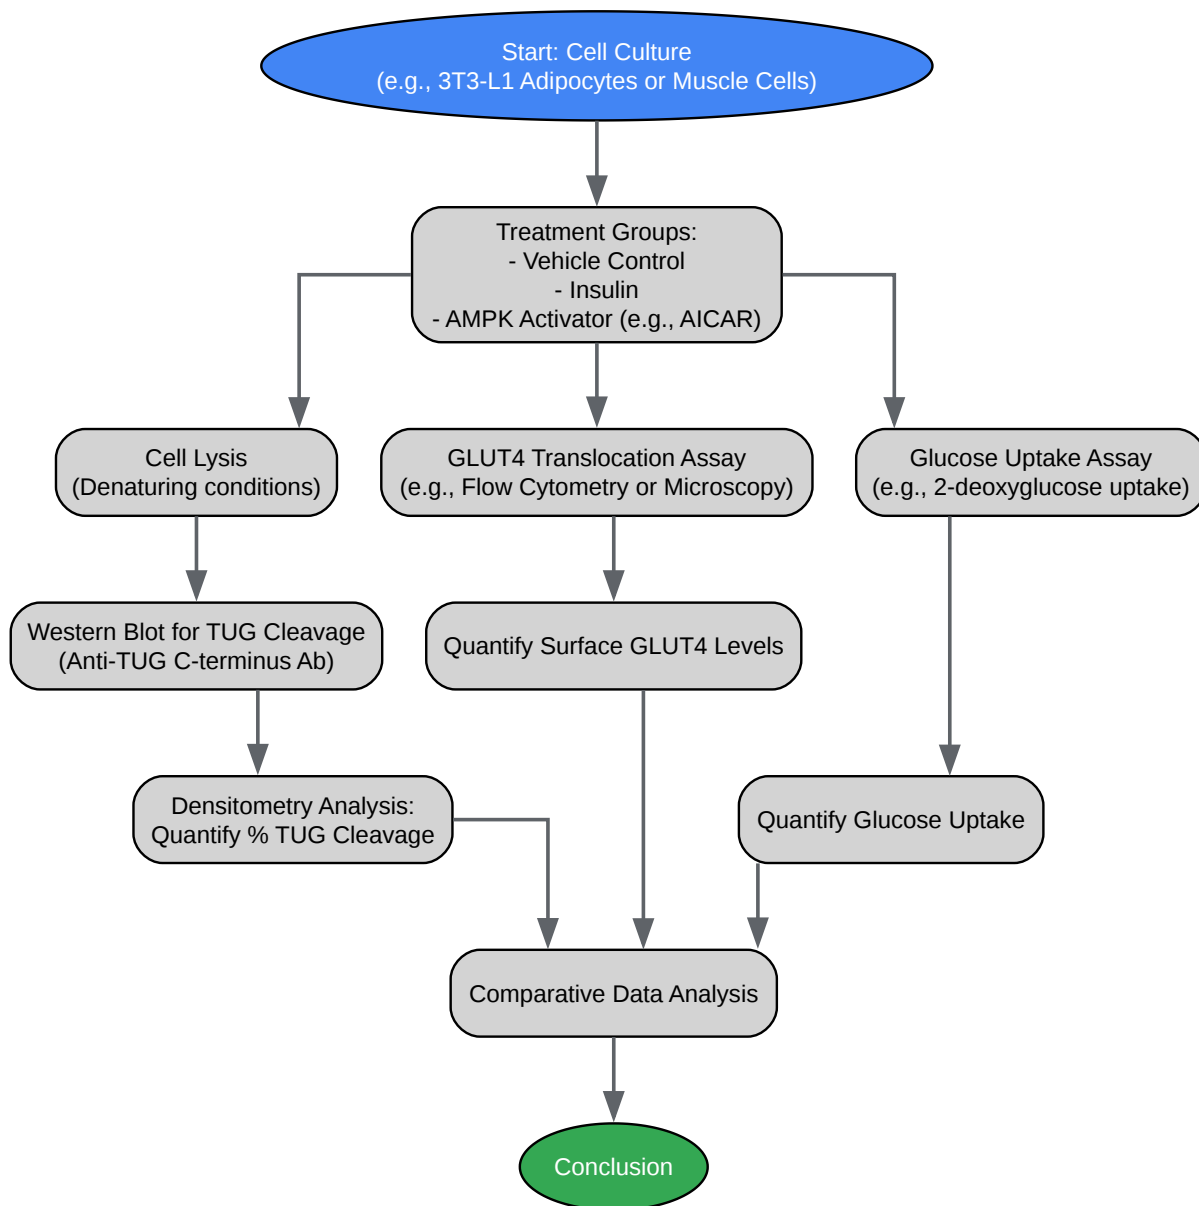 Start: Cell Culture
(e.g., 3T3-L1 Adipocytes or Muscle Cells)
Treatment Groups:
- Vehicle Control
- Insulin
- AMPK Activator (e.g., AICAR)
Cell Lysis
(Denaturing conditions)
GLUT4 Translocation Assay
(e.g., Flow Cytometry or Microscopy)
Glucose Uptake Assay
(e.g., 2-deoxyglucose uptake)
Western Blot for TUG Cleavage
(Anti-TUG C-terminus Ab)
Quantify Surface GLUT4 Levels
Densitometry Analysis:
Quantify % TUG Cleavage
Quantify Glucose Uptake
Comparative Data Analysis
Conclusion